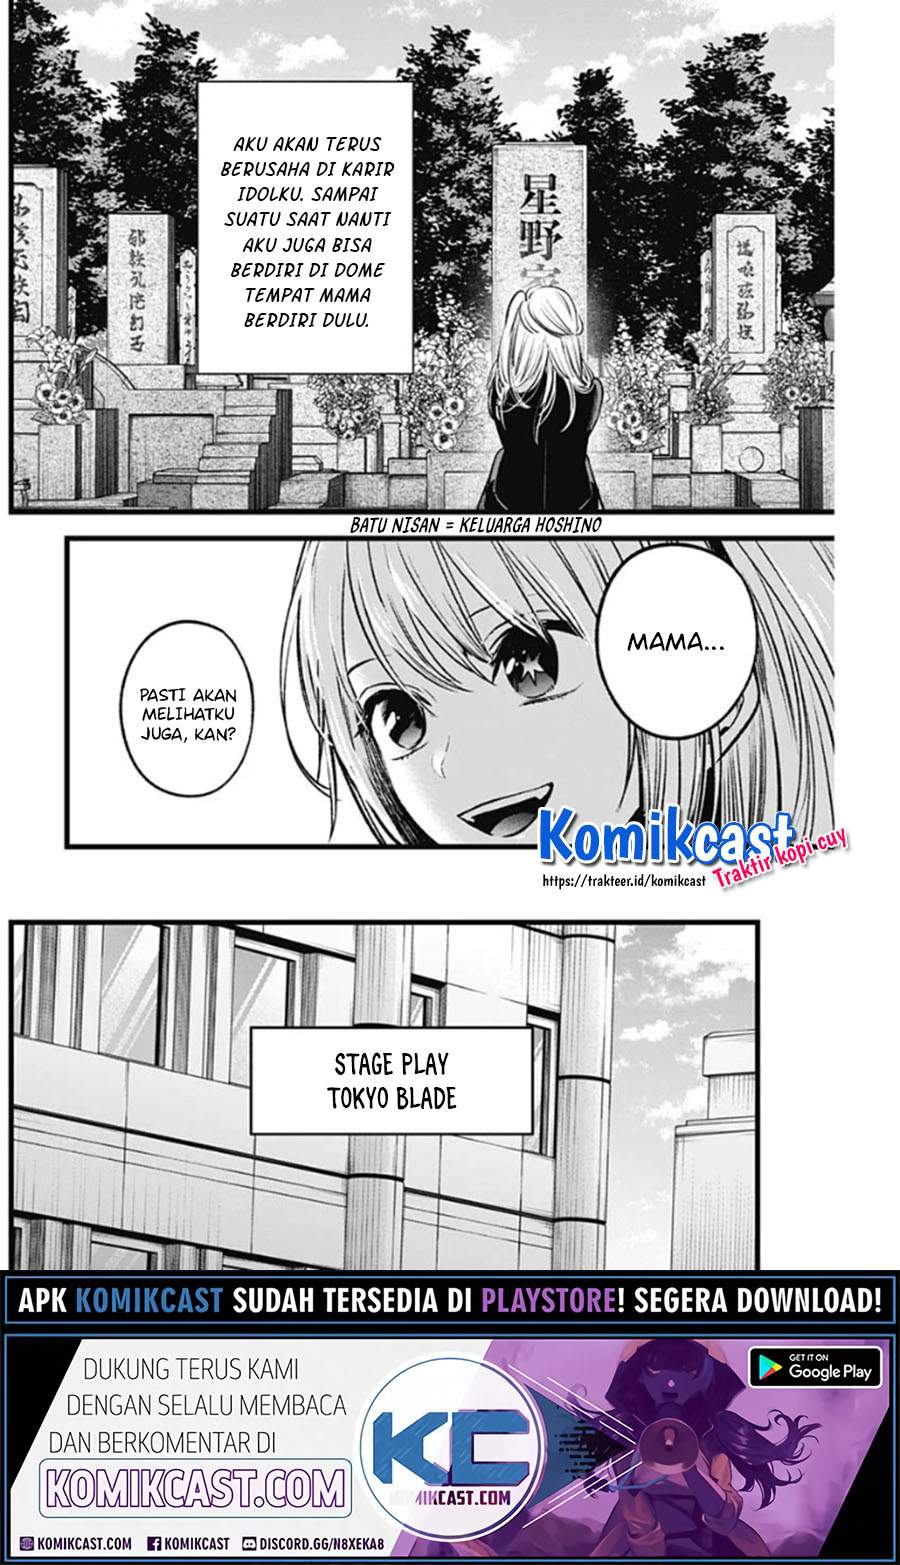 AKU AKAN TERUS
BERUSAHA DI KARIR
IDOLKU. SAMPAI
SUATU SAAT NANTI
AKU JUGA BISA
BERDIRI DI DOME
TEMPAT MAMA
BERDIRI DULU.
星野家
BATU NISAN = KELUARGA HOSHINO
MAMA...
PASTI AKAN
MELIHATKU
JUGA, KAN?
Komikcast
Traktir kopi cuy
https://trakteer.id/komikcast
STAGE PLAY
TOKYO BLADE
APK KOMIKCAST SUDAH TERSEDIA DI PLAYSTORE! SEGERA DOWNLOAD!
DUKUNG TERUS KAMI
DENGAN SELALU MEMBACA
DAN BERKOMENTAR DI
KOMIKCAST.COM
KC
KOMIKCAST.COM
GET IT ON
Google Play
KOMIKCAST.COM
KOMIKCAST
DISCORD.GG/N8XEKA8